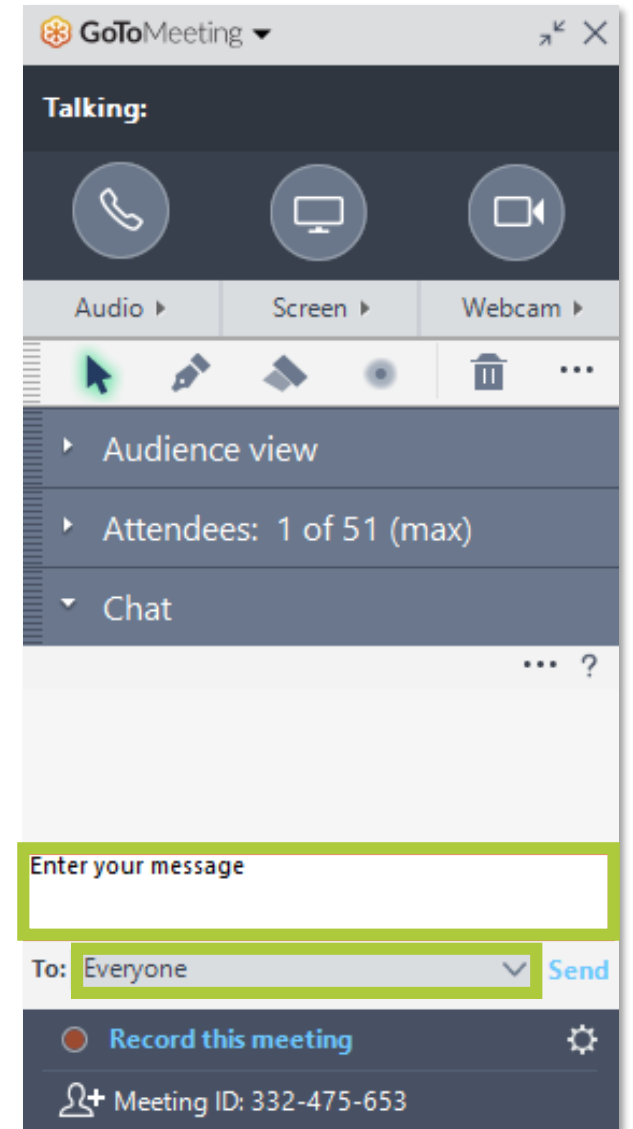 GoToMeeting
Talking:
Audio Screen Webcam
Audience view
Attendees: 1 of 51 (max)
Chat
... ?
Enter your message
To: Everyone Send
Record this meeting
Meeting ID: 332-475-653